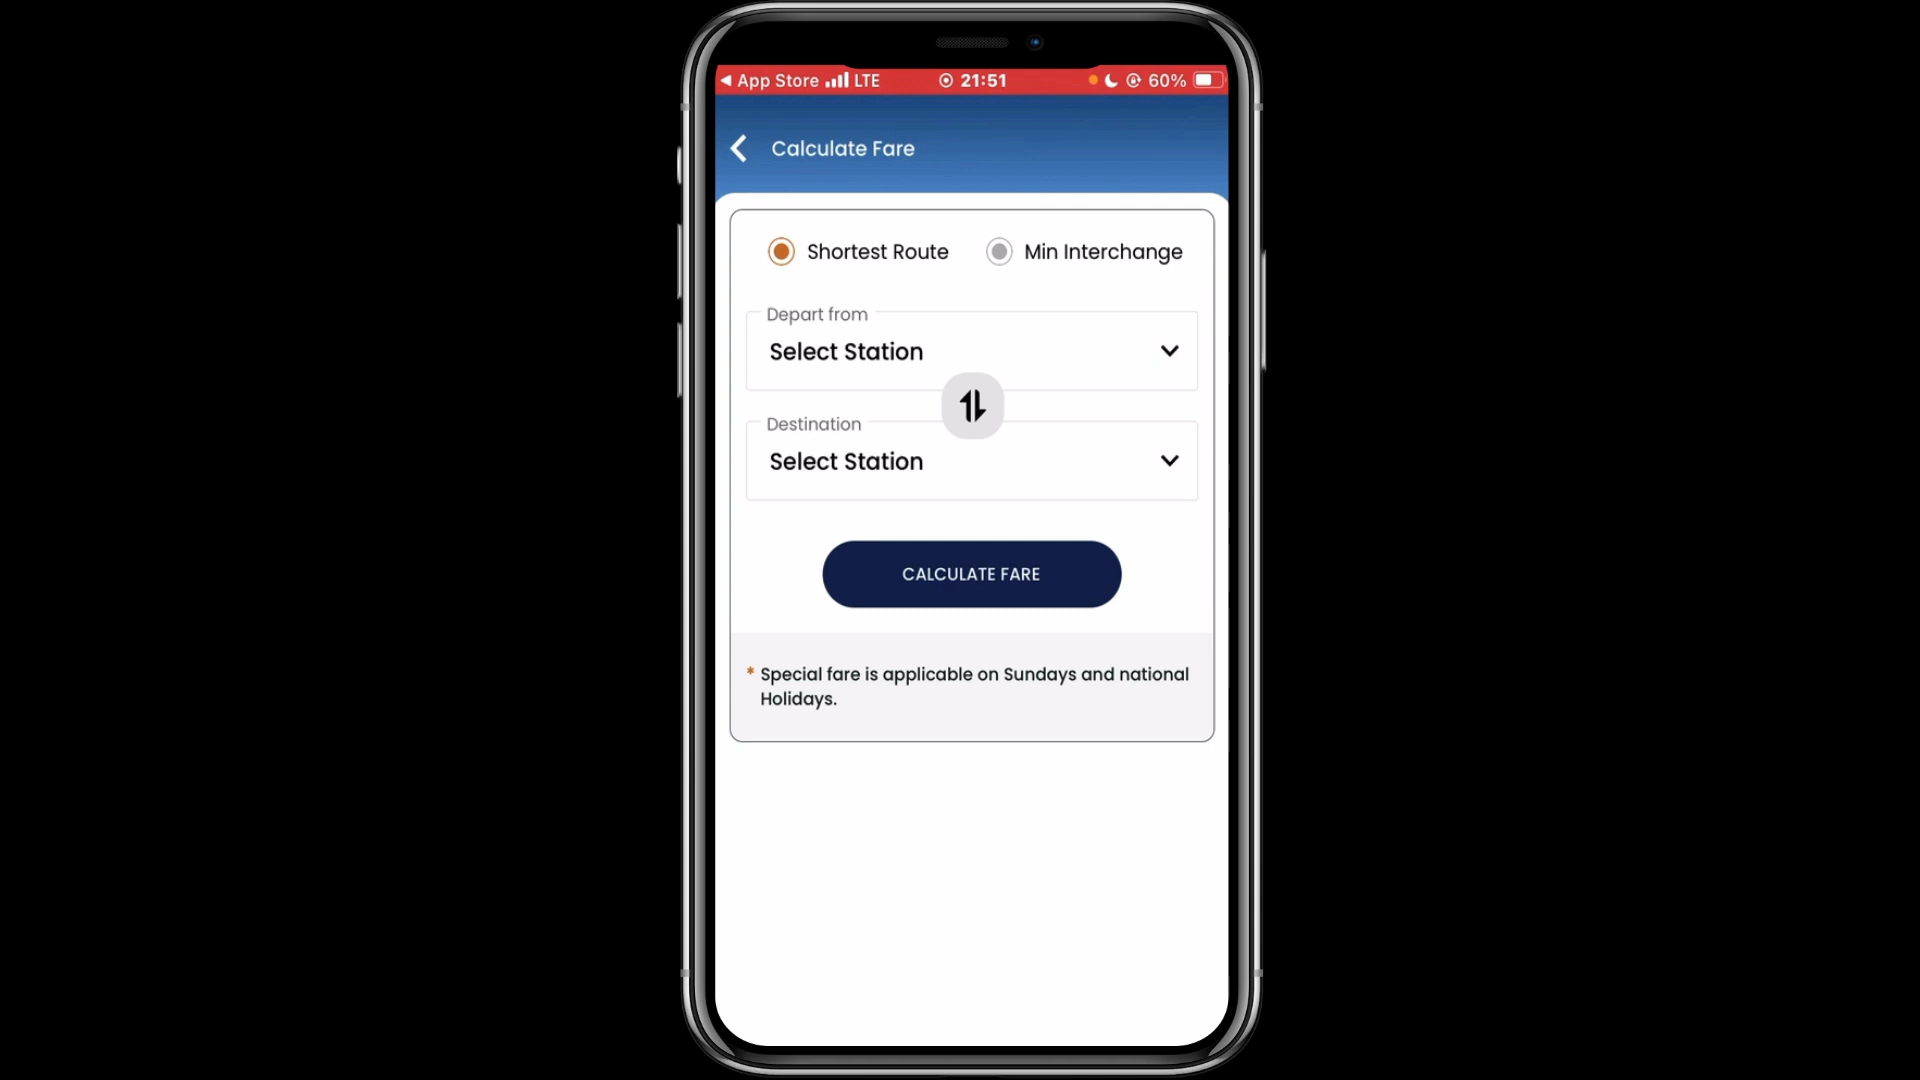 App Store LTE 21:51 60%
Calculate Fare
Shortest Route Min Interchange
Depart from
Select Station
Destination
Select Station
CALCULATE FARE
* Special fare is applicable on Sundays and national
Holidays.